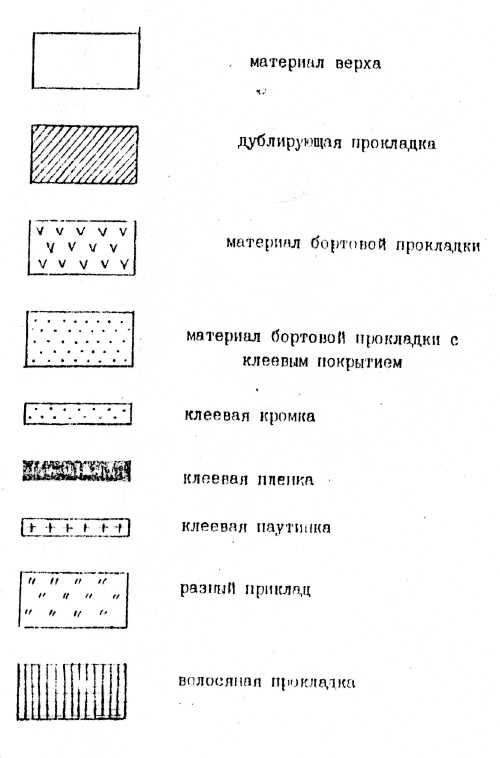 материал верха
дублирующая прокладка
материал бортовой прокладки
материал бортовой прокладки с
клеевым покрытием
клеевая кромка
клеевая пленка
клеевая паутинка
разный приклад
волосяная прокладка